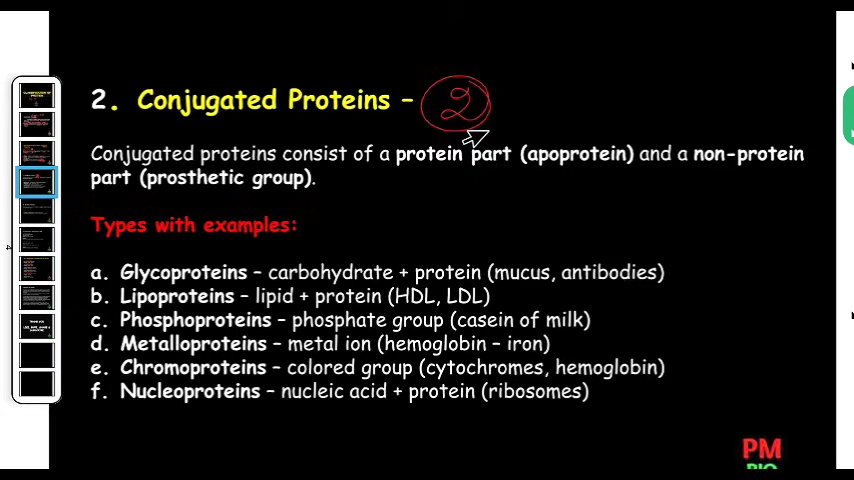 2. Conjugated Proteins – 2
Conjugated proteins consist of a protein part (apoprotein) and a non-protein
part (prosthetic group).
Types with examples:
a. Glycoproteins – carbohydrate + protein (mucus, antibodies)
b. Lipoproteins – lipid + protein (HDL, LDL)
c. Phosphoproteins – phosphate group (casein of milk)
d. Metalloproteins – metal ion (hemoglobin – iron)
e. Chromoproteins – colored group (cytochromes, hemoglobin)
f. Nucleoproteins – nucleic acid + protein (ribosomes)
PM
BIO